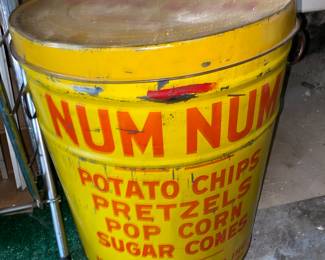 NUM NUM
POTATO CHIPS
PRETZELS
POP CORN
SUGAR CONES